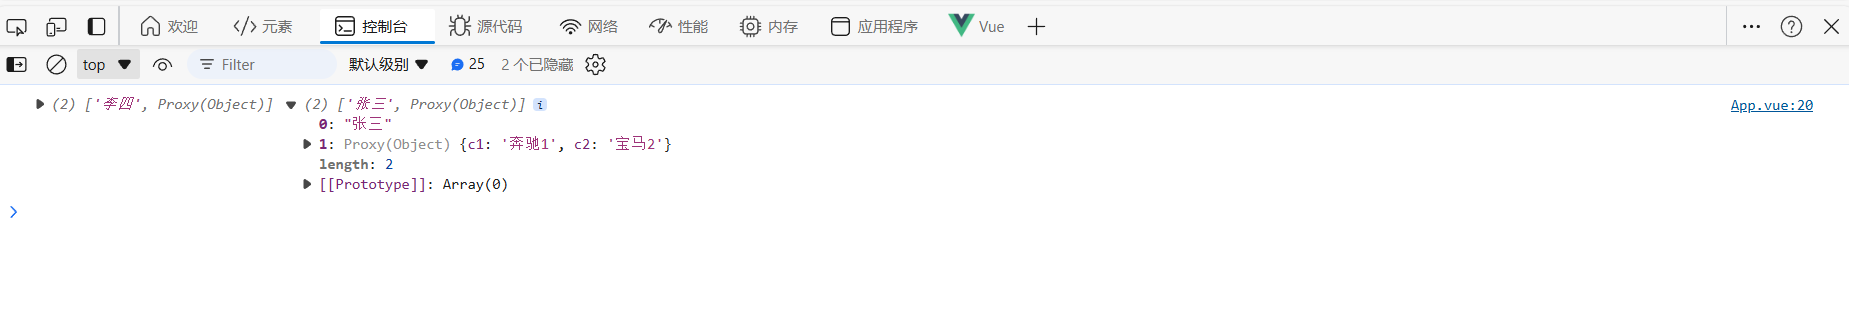 欢迎 元素 控制台 源代码 网络 性能 内存 应用程序 Vue
top Filter 默认级别 25 2 个已隐藏
(2) ['李四', Proxy(Object)] (2) ['张三', Proxy(Object)] i App.vue:20
0: "张三"
1: Proxy(Object) {c1: '奔驰1', c2: '宝马2'}
length: 2
[[Prototype]]: Array(0)